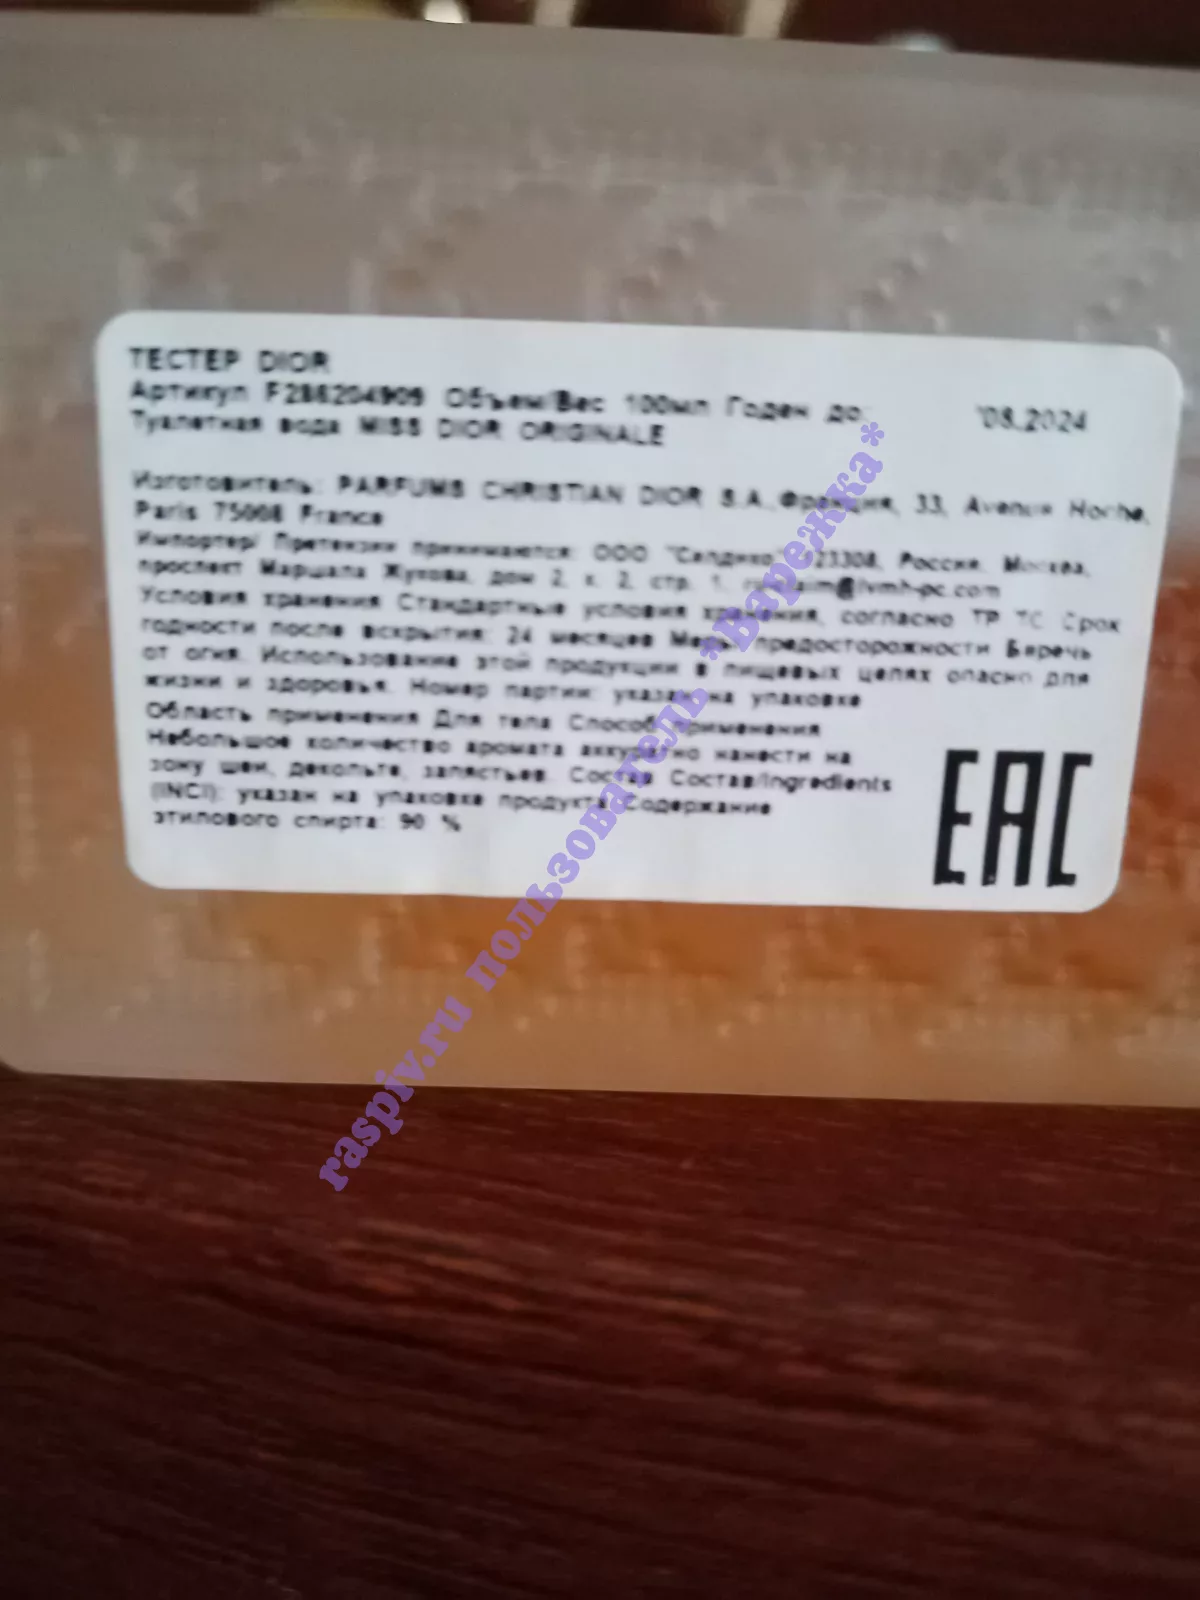 ТЕСТЕР DIOR
Артикул F286204909 Объем/Вес 100мл Годен до: 08.2024
Туалетная вода MISS DIOR ORIGINALE
Изготовитель: PARFUMS CHRISTIAN DIOR S.A., Франция, 33, Avenue Hoche,
Paris 75008 France
Импортер/ Претензии принимаются: ООО "Селдико" 123308, Россия, Москва,
проспект Маршала Жукова, дом 2, к. 2, стр. 1, @lvmh-pc.com
Условия хранения Стандартные условия хранения, согласно ТР ТС Срок
годности после вскрытия: 24 месяцев Меры предосторожности Беречь
от огня. Использование этой продукции в пищевых целях опасно для
жизни и здоровья. Номер партии: указан на упаковке
Область применения Для тела Способ применения
Небольшое количество аромата аккуратно нанести на
зону шеи, декольте, запястьев. Состав Состав/Ingredients
(INCI): указан на упаковке продукта Содержание
этилового спирта: 90 %
EAC
raspiv.ru пользователь *Варежка*